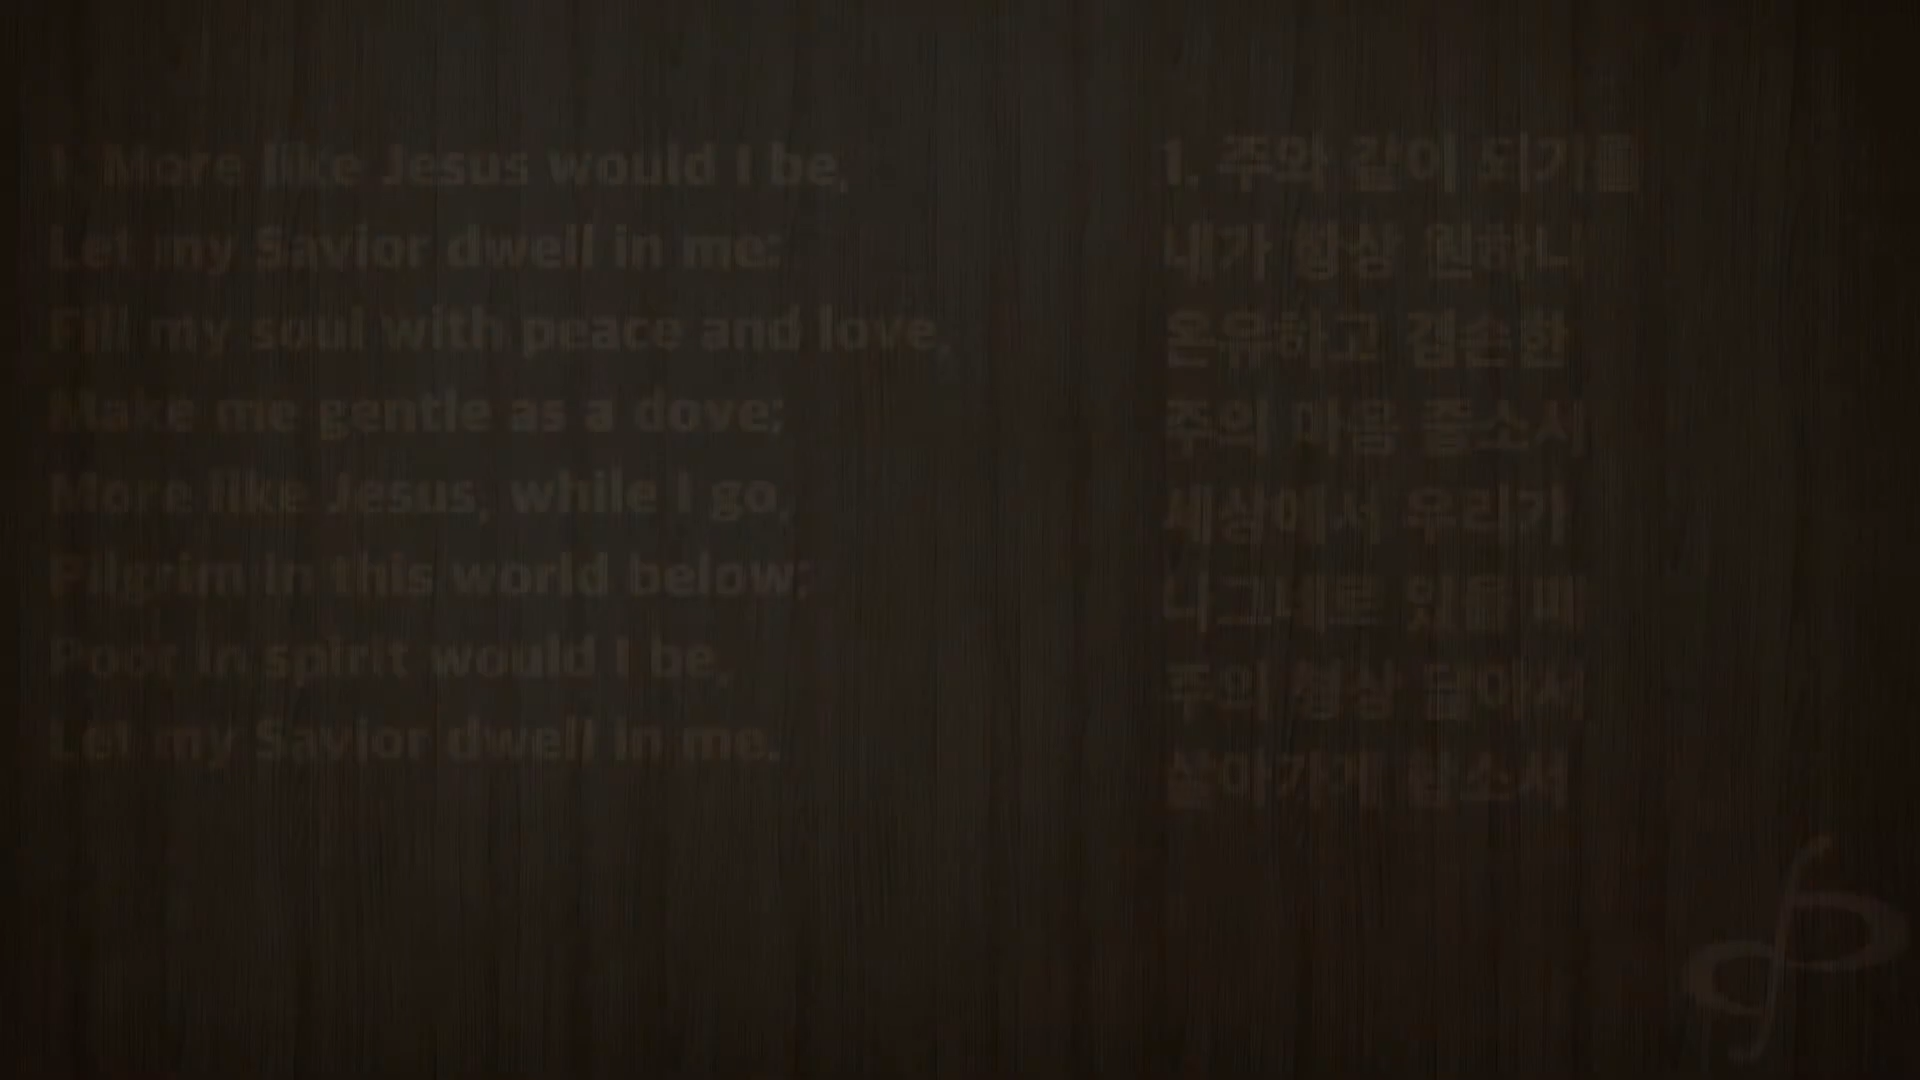 1. More like Jesus would I be,
Let my Savior dwell in me;
Fill my soul with peace and love,
Make me gentle as a dove;
More like Jesus, while I go,
Pilgrim in this world below;
Poor in spirit would I be,
Let my Savior dwell in me.
1. 주와 같이 되기를
내가 항상 원하니
온유하고 겸손한
주의 마음 줍소서
세상에서 우리가
나그네로 있을 때
주의 형상 닮아서
살아가게 합소서